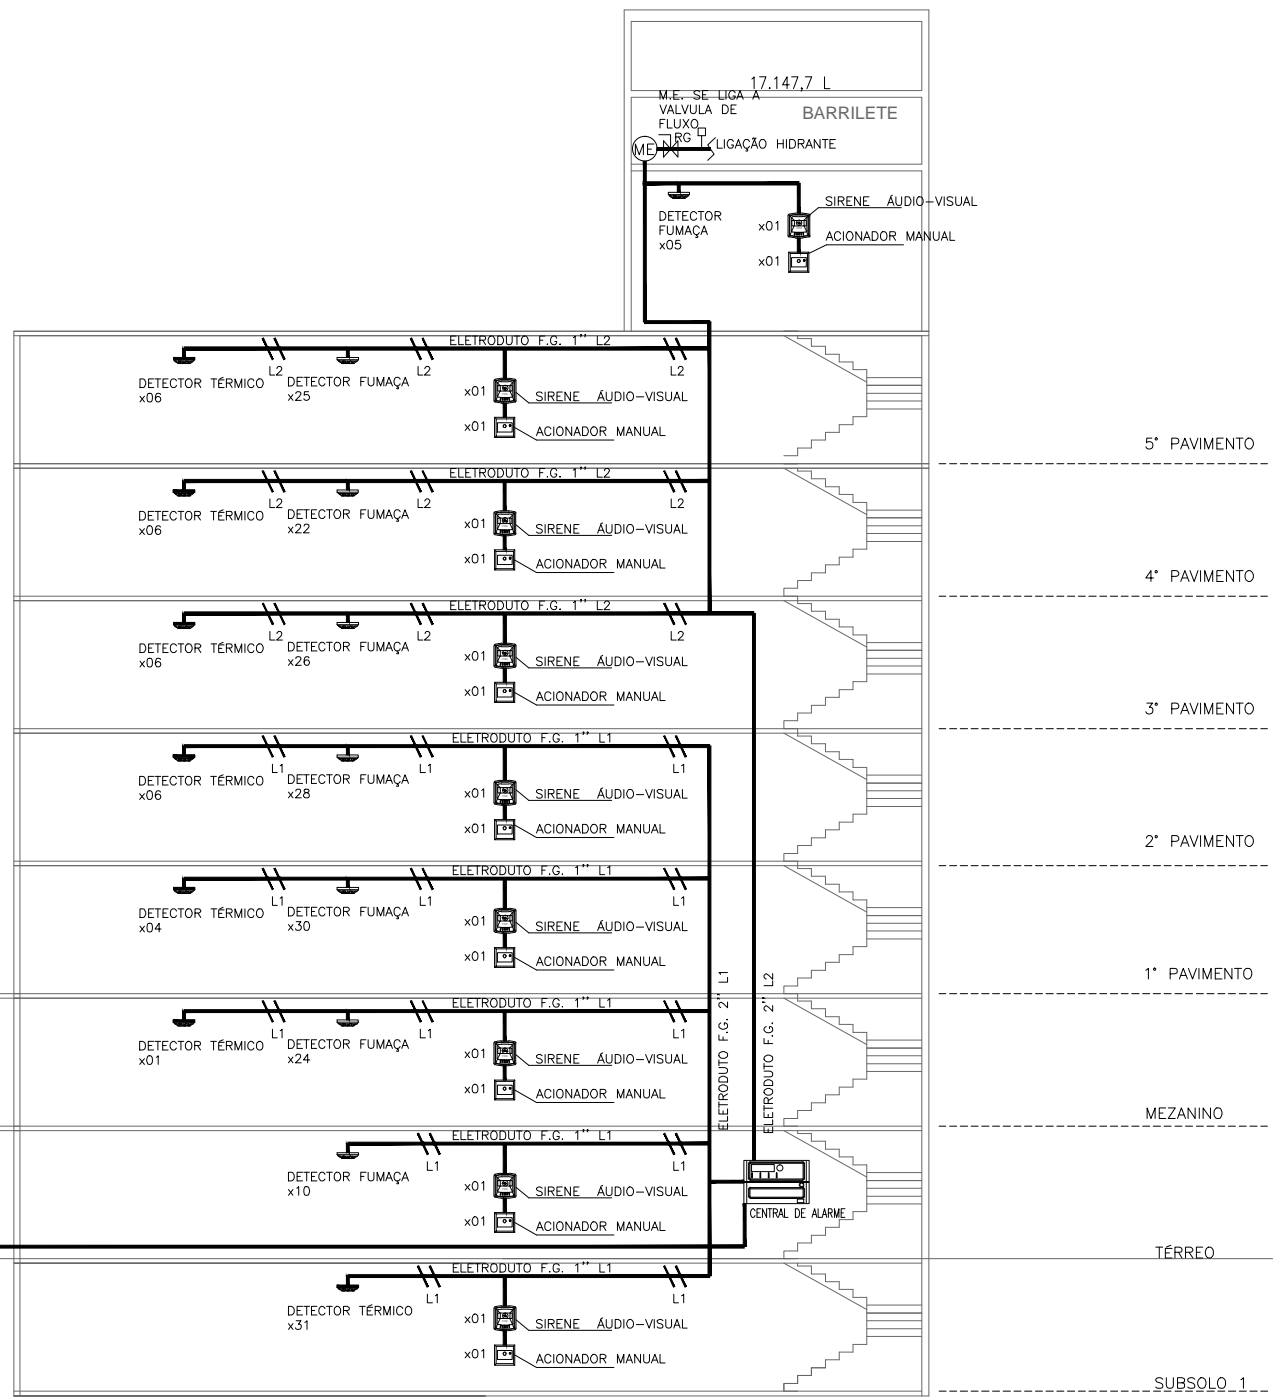 17.147,7 L
M.E. SE LIGA A
VALVULA DE
FLUXO
RG
BARRILETE
ME
LIGAÇÃO HIDRANTE
DETECTOR
FUMAÇA
x05
x01
SIRENE ÁUDIO-VISUAL
x01
ACIONADOR MANUAL
ELETRODUTO F.G. 1" L2
L2
L2
L2
DETECTOR TÉRMICO
x06
DETECTOR FUMAÇA
x25
x01
SIRENE ÁUDIO-VISUAL
x01
ACIONADOR MANUAL
5° PAVIMENTO
ELETRODUTO F.G. 1" L2
L2
L2
L2
DETECTOR TÉRMICO
x06
DETECTOR FUMAÇA
x22
x01
SIRENE ÁUDIO-VISUAL
x01
ACIONADOR MANUAL
4° PAVIMENTO
ELETRODUTO F.G. 1" L2
L2
L2
L2
DETECTOR TÉRMICO
x06
DETECTOR FUMAÇA
x26
x01
SIRENE ÁUDIO-VISUAL
x01
ACIONADOR MANUAL
3° PAVIMENTO
ELETRODUTO F.G. 1" L1
L1
L1
L1
DETECTOR TÉRMICO
x06
DETECTOR FUMAÇA
x28
x01
SIRENE ÁUDIO-VISUAL
x01
ACIONADOR MANUAL
2° PAVIMENTO
ELETRODUTO F.G. 1" L1
L1
L1
L1
DETECTOR TÉRMICO
x04
DETECTOR FUMAÇA
x30
x01
SIRENE ÁUDIO-VISUAL
x01
ACIONADOR MANUAL
1° PAVIMENTO
ELETRODUTO F.G. 2" L1
ELETRODUTO F.G. 2" L2
ELETRODUTO F.G. 1" L1
L1
L1
L1
DETECTOR TÉRMICO
x01
DETECTOR FUMAÇA
x24
x01
SIRENE ÁUDIO-VISUAL
x01
ACIONADOR MANUAL
MEZANINO
ELETRODUTO F.G. 1" L1
L1
L1
DETECTOR FUMAÇA
x10
x01
SIRENE ÁUDIO-VISUAL
x01
ACIONADOR MANUAL
CENTRAL DE ALARME
TÉRREO
ELETRODUTO F.G. 1" L1
L1
L1
DETECTOR TÉRMICO
x31
x01
SIRENE ÁUDIO-VISUAL
x01
ACIONADOR MANUAL
SUBSOLO 1